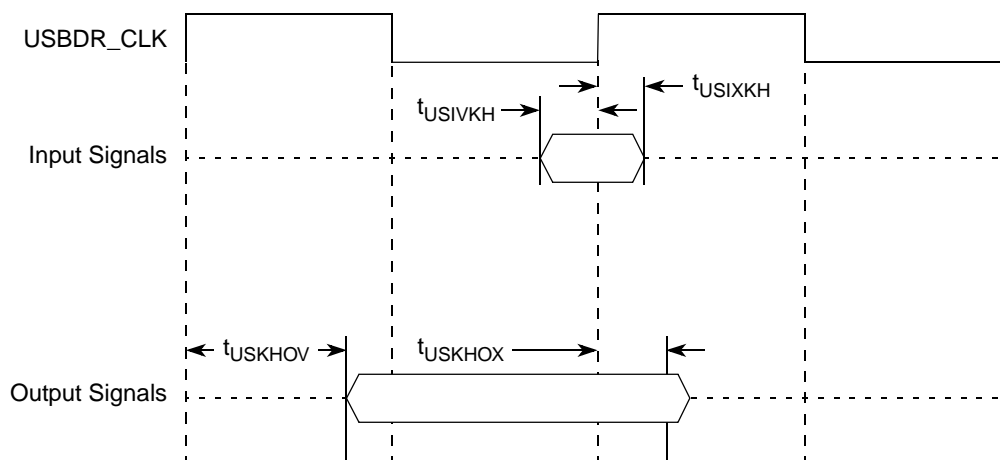 USBDR_CLK
tUSIXKH
tUSIVKH
Input Signals
tUSKHOV
tUSKHOX
Output Signals